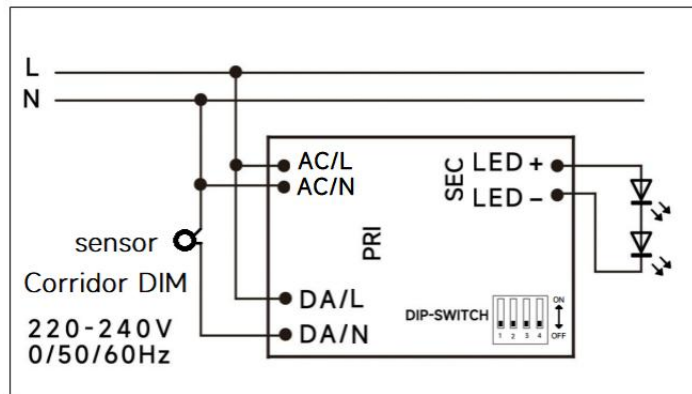 L
N
AC/L
AC/N
SEC
LED +
LED −
PRI
sensor
Corridor DIM
220-240V
0/50/60Hz
DA/L
DA/N
DIP-SWITCH
1 2 3 4
ON
OFF